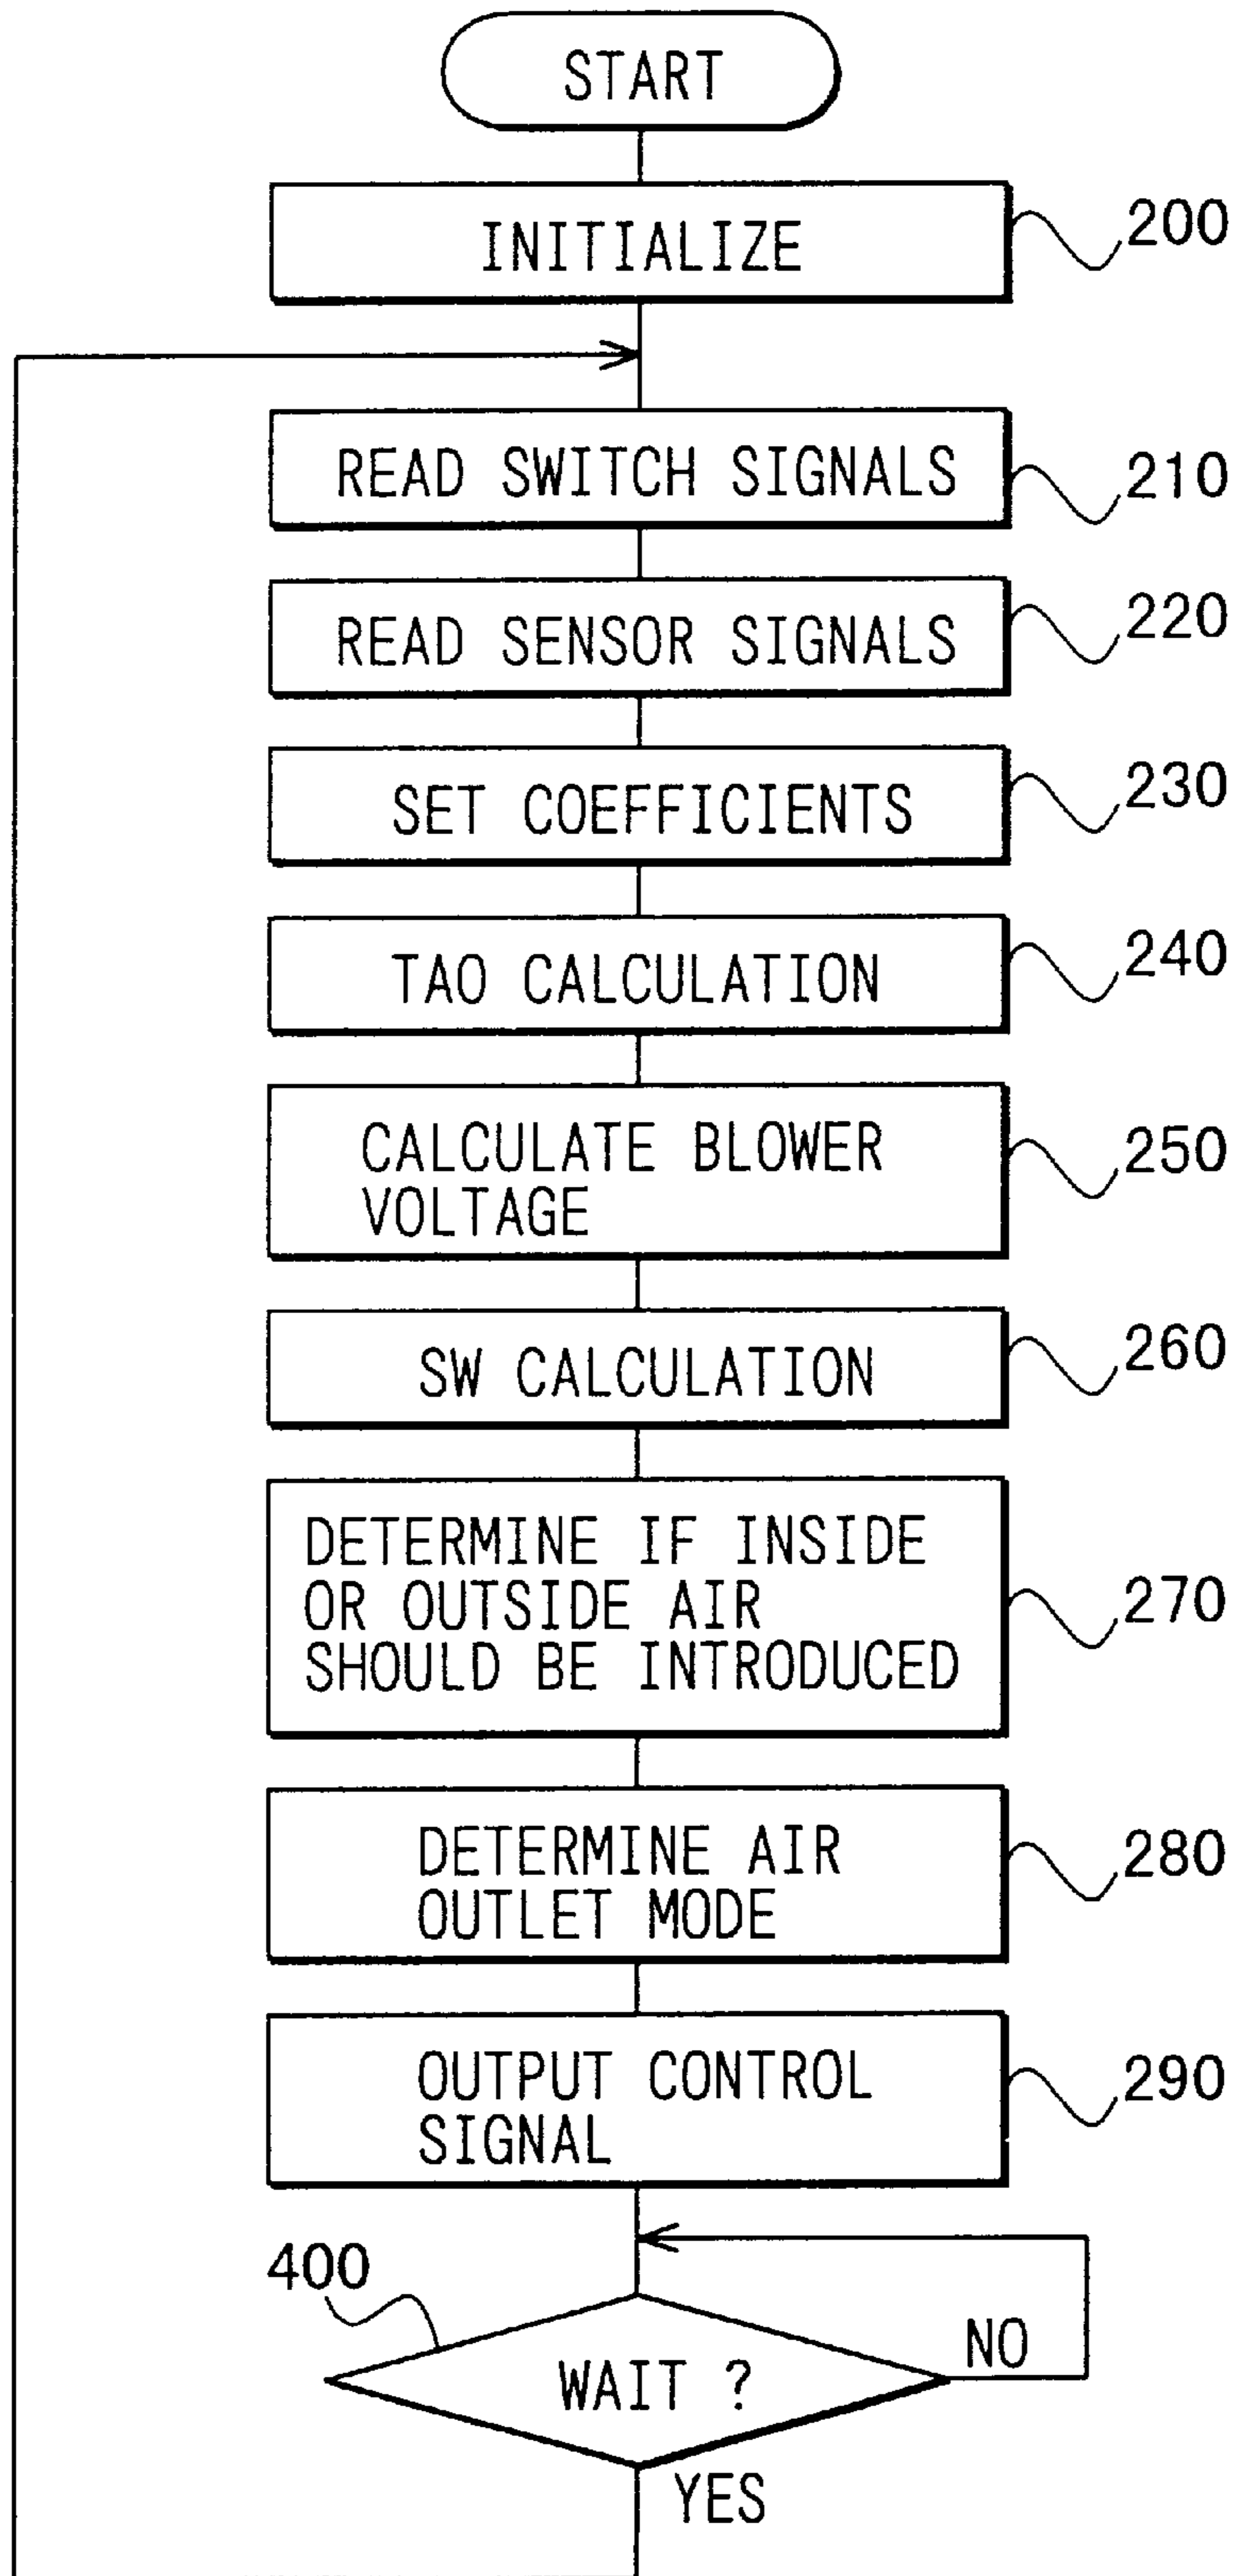 START
INITIALIZE
200
READ SWITCH SIGNALS
210
READ SENSOR SIGNALS
220
SET COEFFICIENTS
230
TAO CALCULATION
240
CALCULATE BLOWER
VOLTAGE
250
SW CALCULATION
260
DETERMINE IF INSIDE
OR OUTSIDE AIR
SHOULD BE INTRODUCED
270
DETERMINE AIR
OUTLET MODE
280
OUTPUT CONTROL
SIGNAL
290
400
WAIT ?
NO
YES